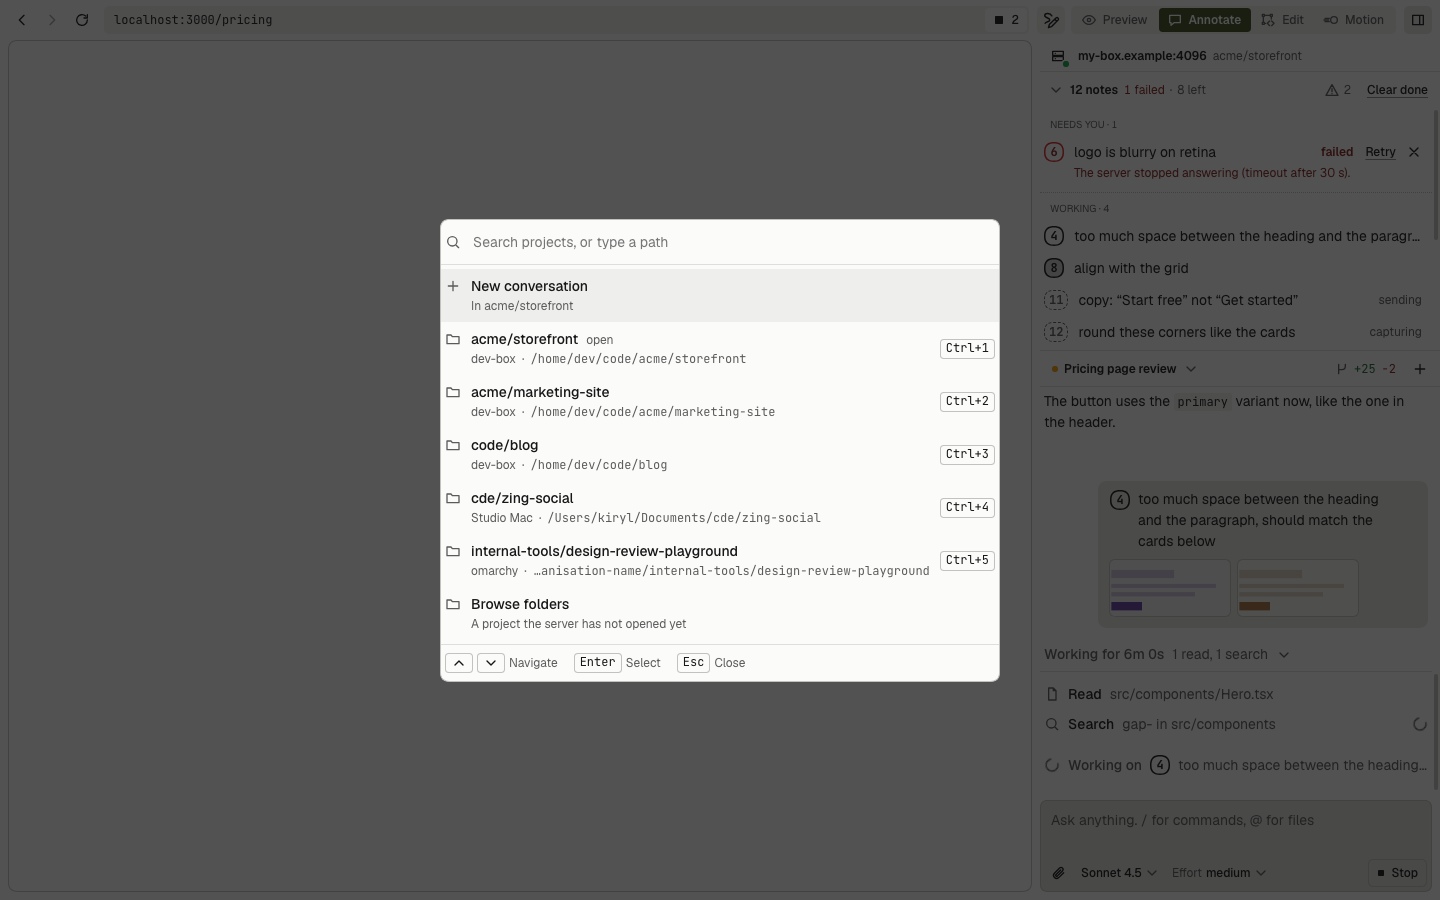 localhost:3000/pricing
2
Preview
Annotate
Edit
Motion
my-box.example:4096 acme/storefront
12 notes 1 failed · 8 left
2
Clear done
NEEDS YOU · 1
6 logo is blurry on retina failed Retry
The server stopped answering (timeout after 30 s).
WORKING · 4
4 too much space between the heading and the paragr…
8 align with the grid
11 copy: “Start free” not “Get started” sending
12 round these corners like the cards capturing
Pricing page review +25 -2
The button uses the primary variant now, like the one in
the header.
4 too much space between the heading
and the paragraph, should match the
cards below
Working for 6m 0s 1 read, 1 search
Read src/components/Hero.tsx
Search gap- in src/components
Working on 4 too much space between the heading…
Ask anything. / for commands, @ for files
Sonnet 4.5 Effort medium Stop
Search projects, or type a path
New conversation
In acme/storefront
acme/storefront open
dev-box · /home/dev/code/acme/storefront
Ctrl+1
acme/marketing-site
dev-box · /home/dev/code/acme/marketing-site
Ctrl+2
code/blog
dev-box · /home/dev/code/blog
Ctrl+3
cde/zing-social
Studio Mac · /Users/kiryl/Documents/cde/zing-social
Ctrl+4
internal-tools/design-review-playground
omarchy · …anisation-name/internal-tools/design-review-playground
Ctrl+5
Browse folders
A project the server has not opened yet
Navigate Enter Select Esc Close